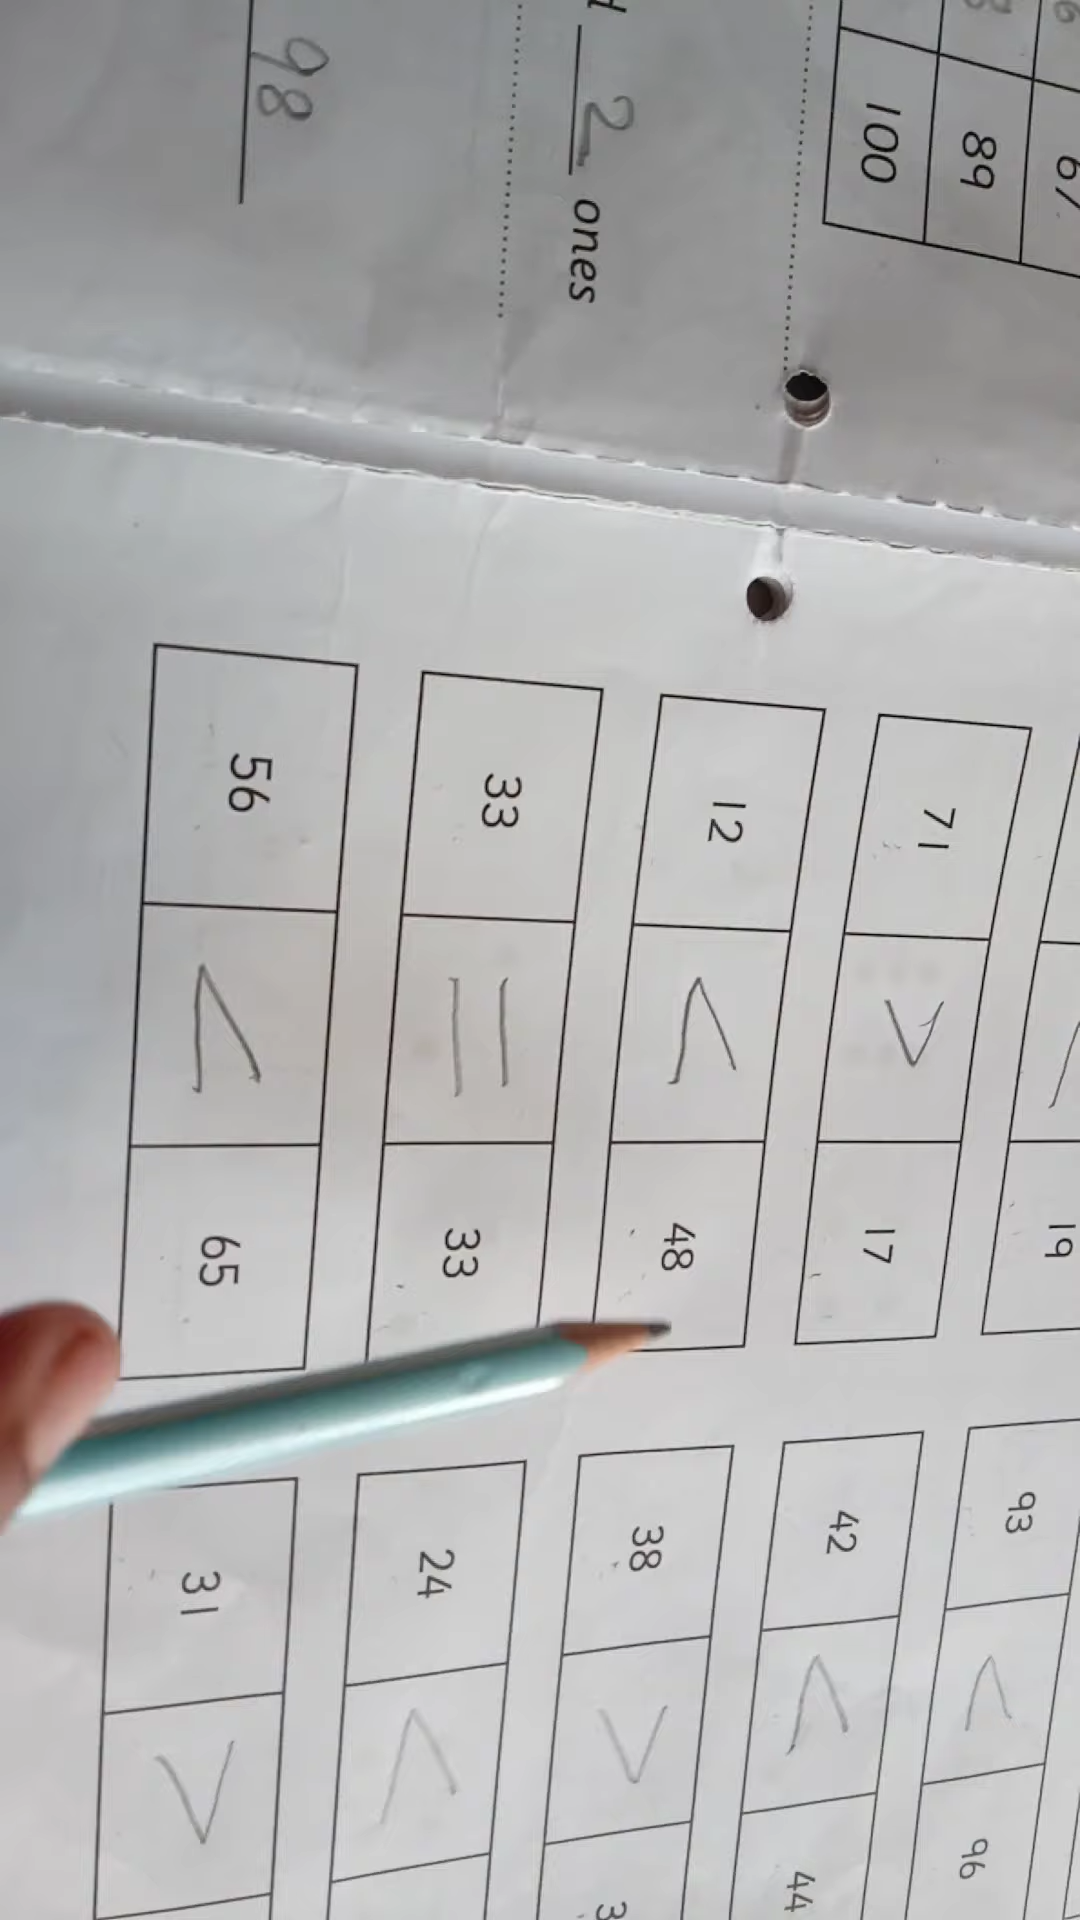 89
100
2 ones
98
19 93 < 96
71 > 17 42 < 44
12 < 48 38 >
33 = 33 24 <
56 < 65 31 >